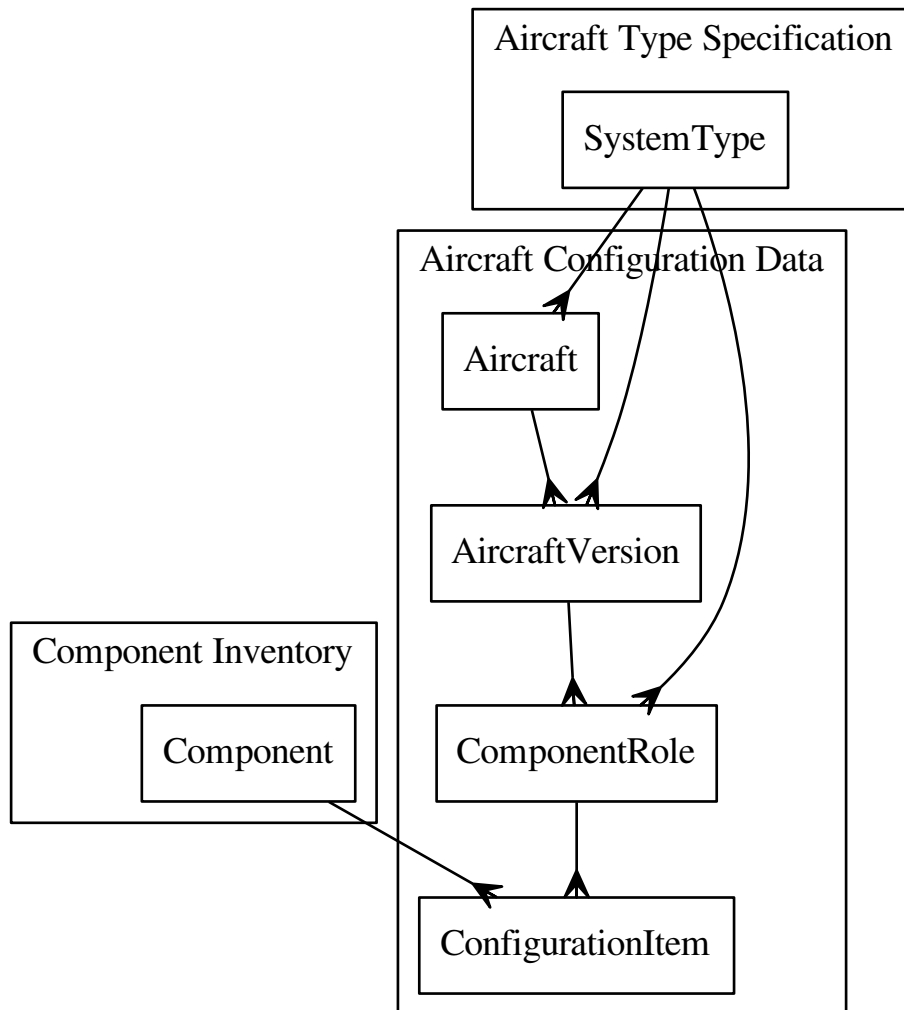 Aircraft Type Specification
SystemType
Aircraft Configuration Data
Aircraft
AircraftVersion
Component Inventory
Component
ComponentRole
ConfigurationItem